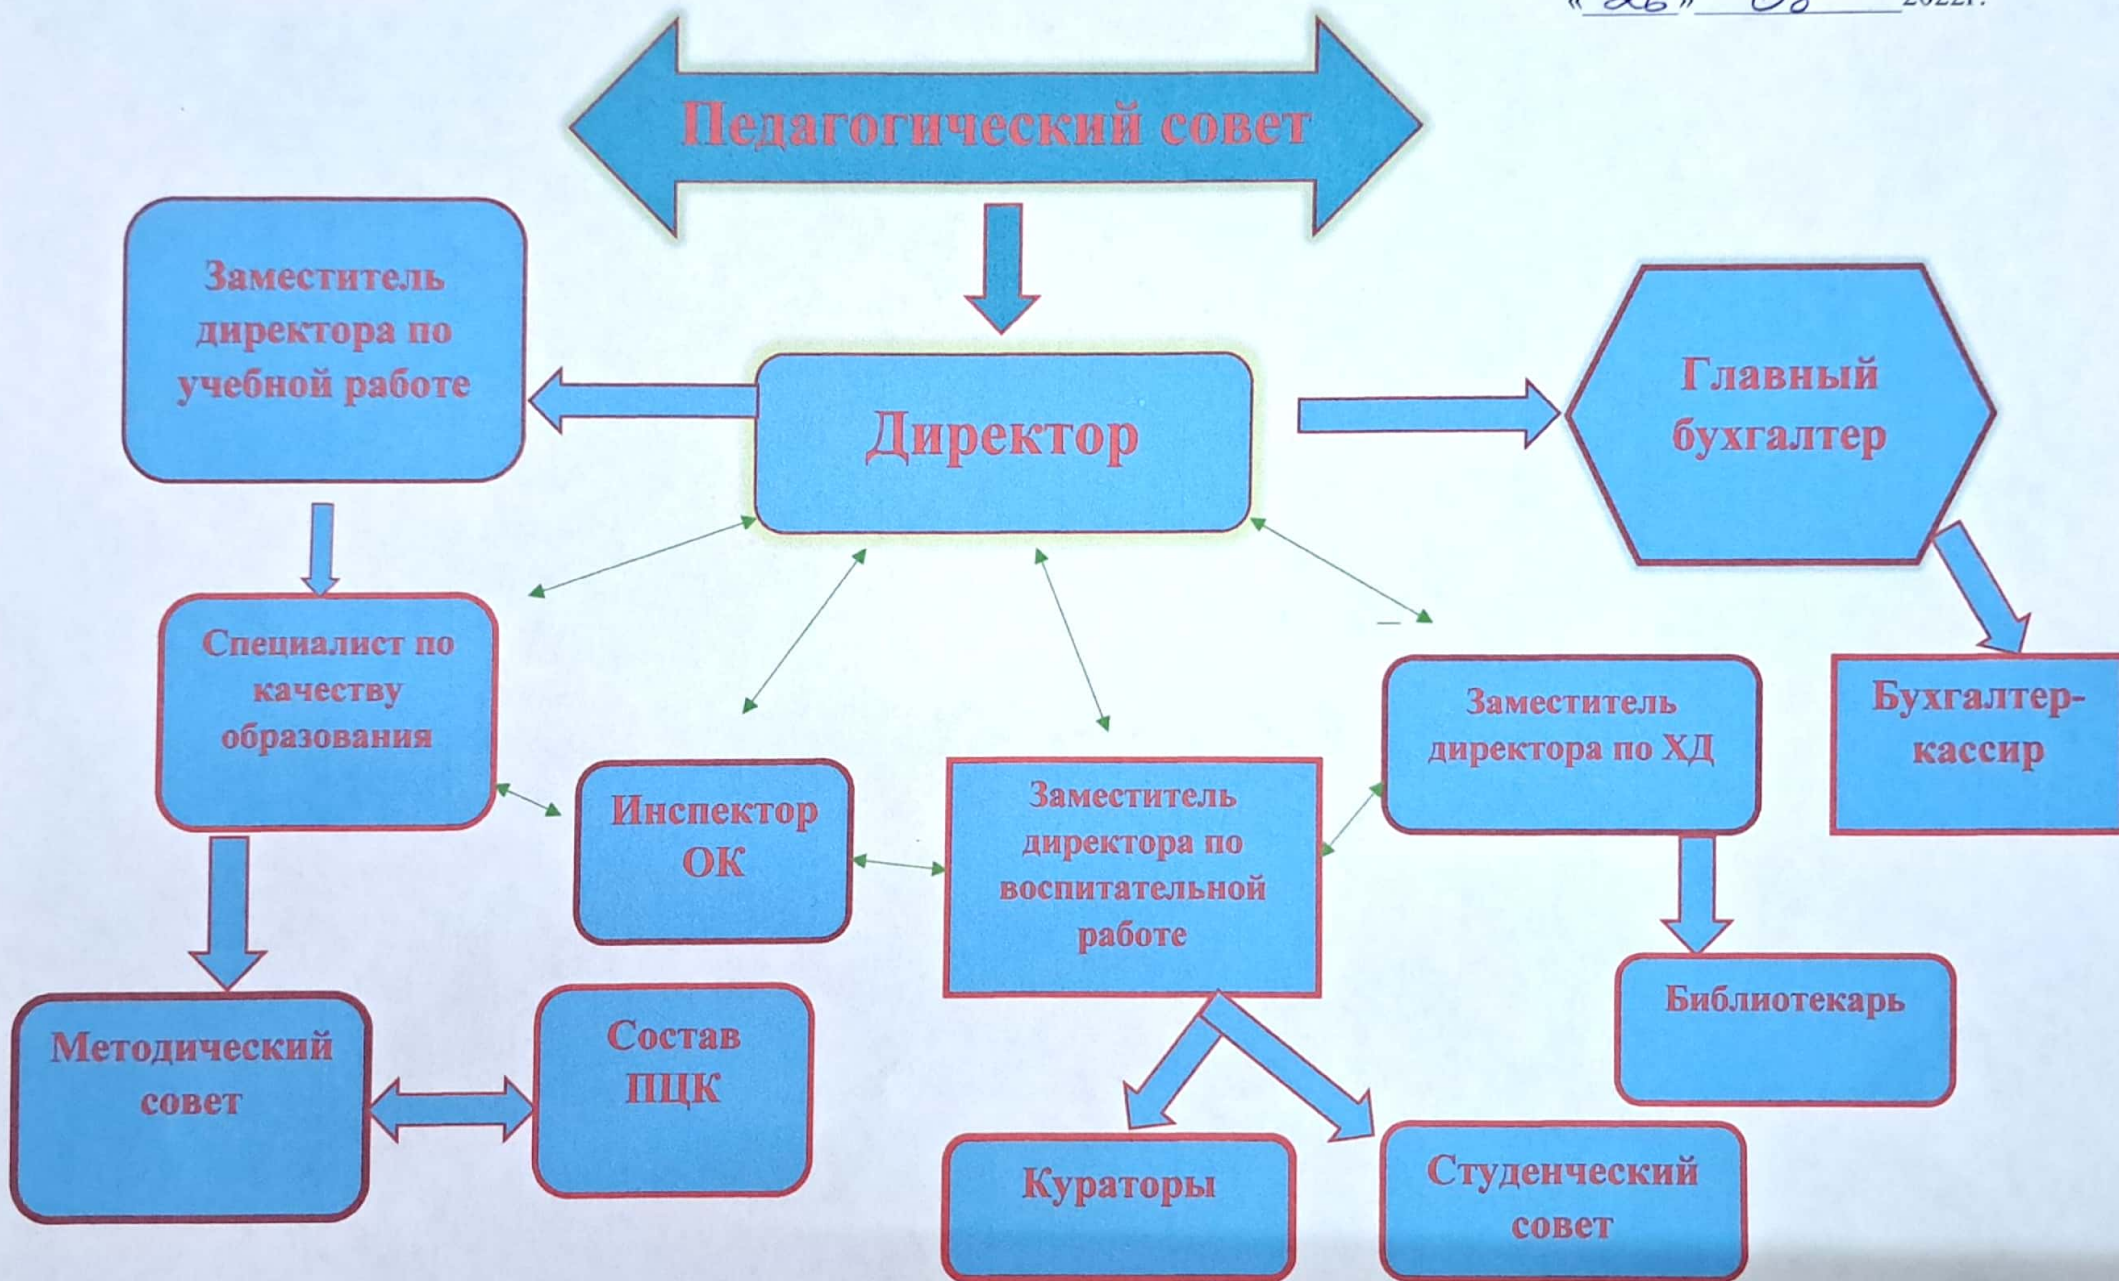 2022г.
Педагогический совет
Заместитель
директора по
учебной работе
Директор
Главный
бухгалтер
Специалист по
качеству
образования
Инспектор
ОК
Заместитель
директора по
воспитательной
работе
Заместитель
директора по ХД
Бухгалтер-
кассир
Методический
совет
Состав
ПЦК
Библиотекарь
Кураторы
Студенческий
совет